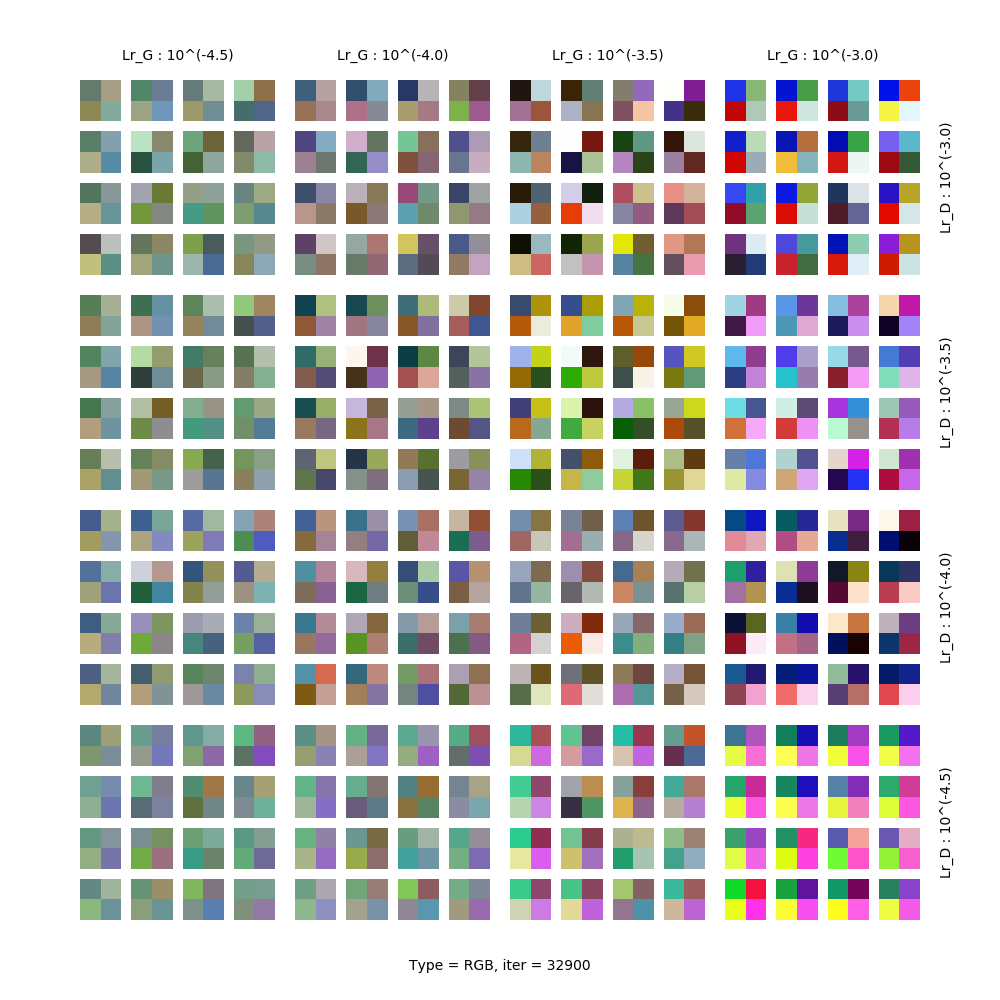 Lr_G : 10^(-4.5)
Lr_G : 10^(-4.0)
Lr_G : 10^(-3.5)
Lr_G : 10^(-3.0)
Lr_D : 10^(-3.0)
Lr_D : 10^(-3.5)
Lr_D : 10^(-4.0)
Lr_D : 10^(-4.5)
Type = RGB, iter = 32900